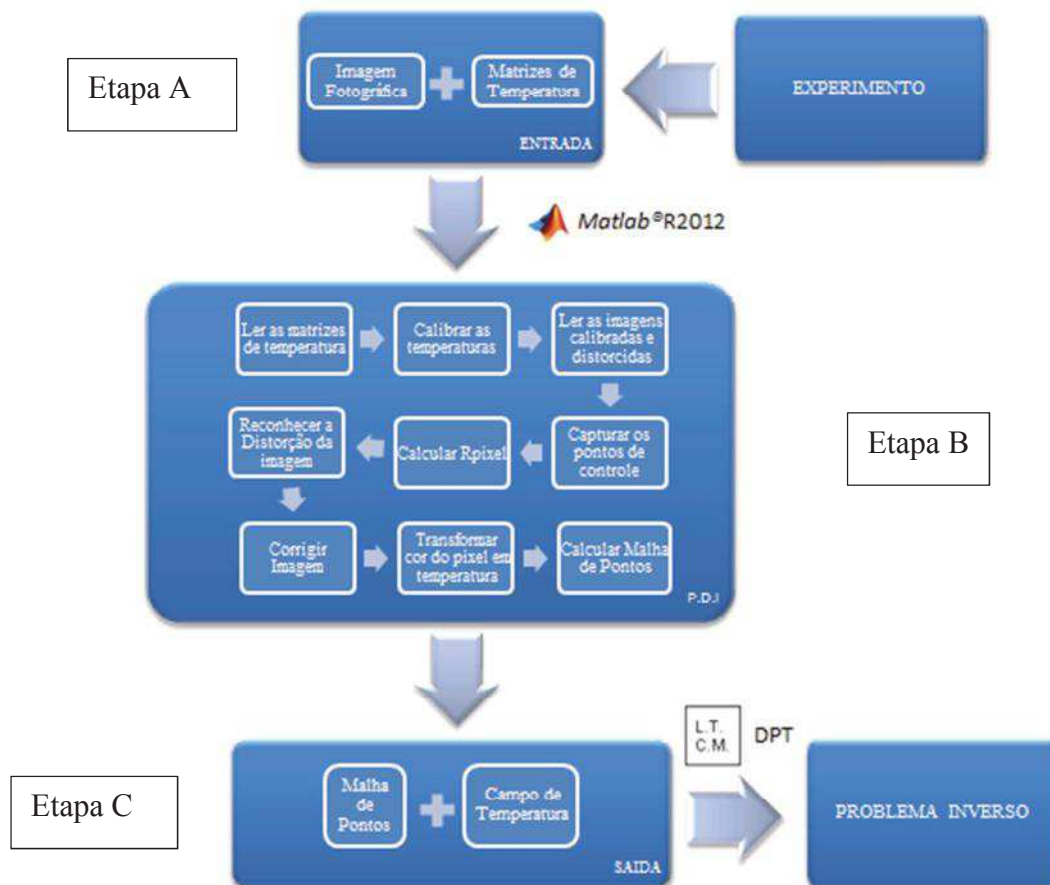 Etapa A
Imagem
Fotográfica
Matrizes de
Temperatura
ENTRADA
EXPERIMENTO
Matlab®R2012
Ler as matrizes
de temperatura
Calibrar as
temperaturas
Ler as imagens
calibradas e
distorcidas
Capturar os
pontos de
controle
Calcular Rpixel
Reconhecer a
Distorção da
imagem
Corrigir
Imagem
Transformar
cor do pixel em
temperatura
Calcular Malha
de Pontos
P.D.I
Etapa B
Etapa C
Malha
de
Pontos
Campo de
Temperatura
SAIDA
L.T.
C.M.
DPT
PROBLEMA INVERSO